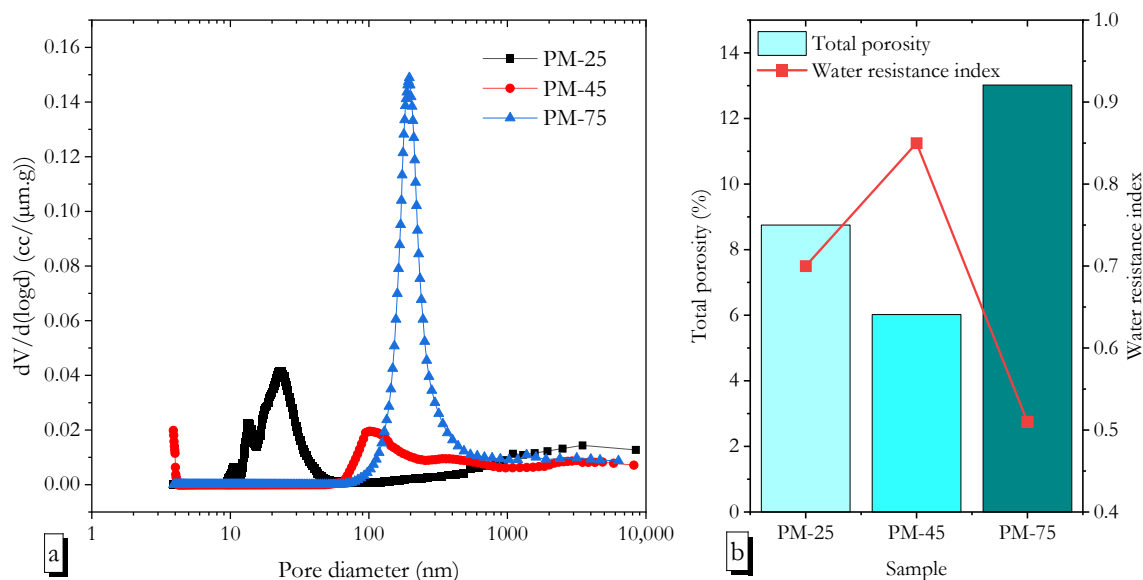 0.16
0.14
0.12
0.10
0.08
0.06
0.04
0.02
0.00
dV/d(logd) (cc/(μm.g)
PM-25
PM-45
PM-75
1
10
100
1000
10,000
Pore diameter (nm)
a
14
12
10
8
6
4
2
0
Total porosity (%)
Total porosity
Water resistance index
1.0
0.9
0.8
0.7
0.6
0.5
0.4
Water resistance index
PM-25
PM-45
PM-75
Sample
b